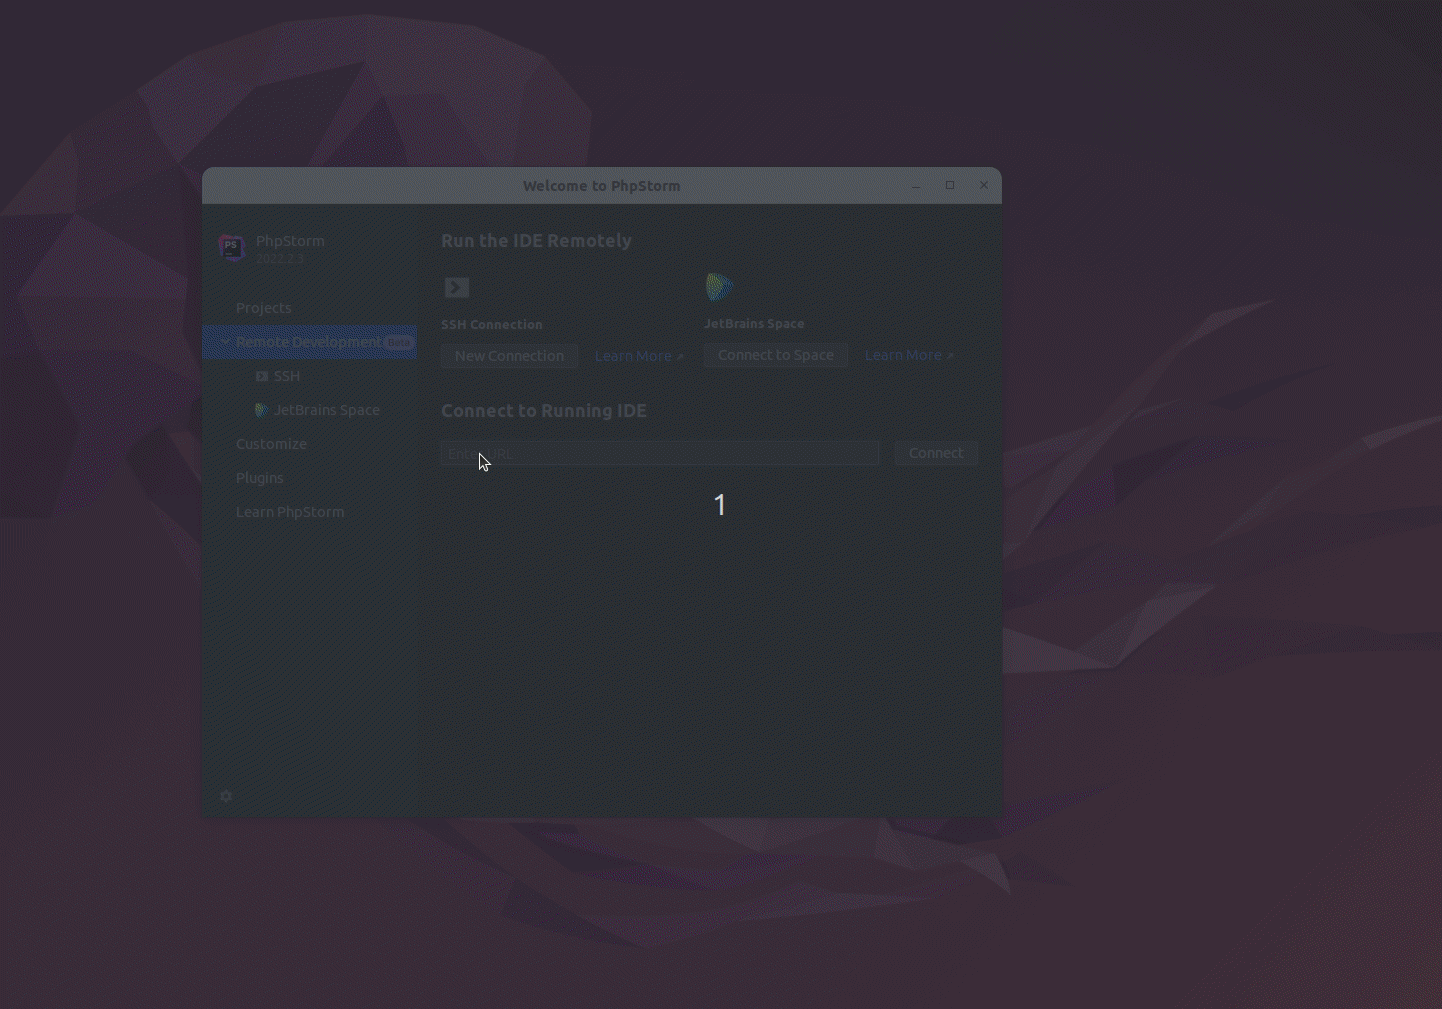 Welcome to PhpStorm
PS
PhpStorm
2022.2.3
Projects
Remote Development Beta
SSH
JetBrains Space
Customize
Plugins
Learn PhpStorm
Run the IDE Remotely
SSH Connection
New Connection
Learn More ↗
JetBrains Space
Connect to Space
Learn More ↗
Connect to Running IDE
Enter URL
Connect
1